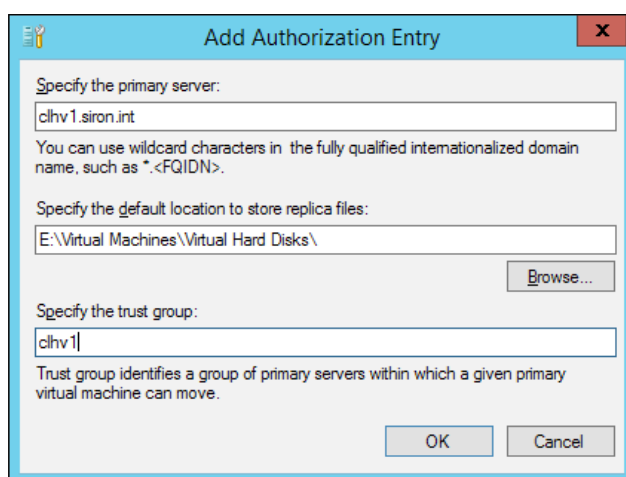 Add Authorization Entry
x
Specify the primary server:
clhv1.siron.int
You can use wildcard characters in the fully qualified internationalized domain
name, such as *.<FQIDN>.
Specify the default location to store replica files:
E:\Virtual Machines\Virtual Hard Disks\
Browse...
Specify the trust group:
clhv1
Trust group identifies a group of primary servers within which a given primary
virtual machine can move.
OK
Cancel